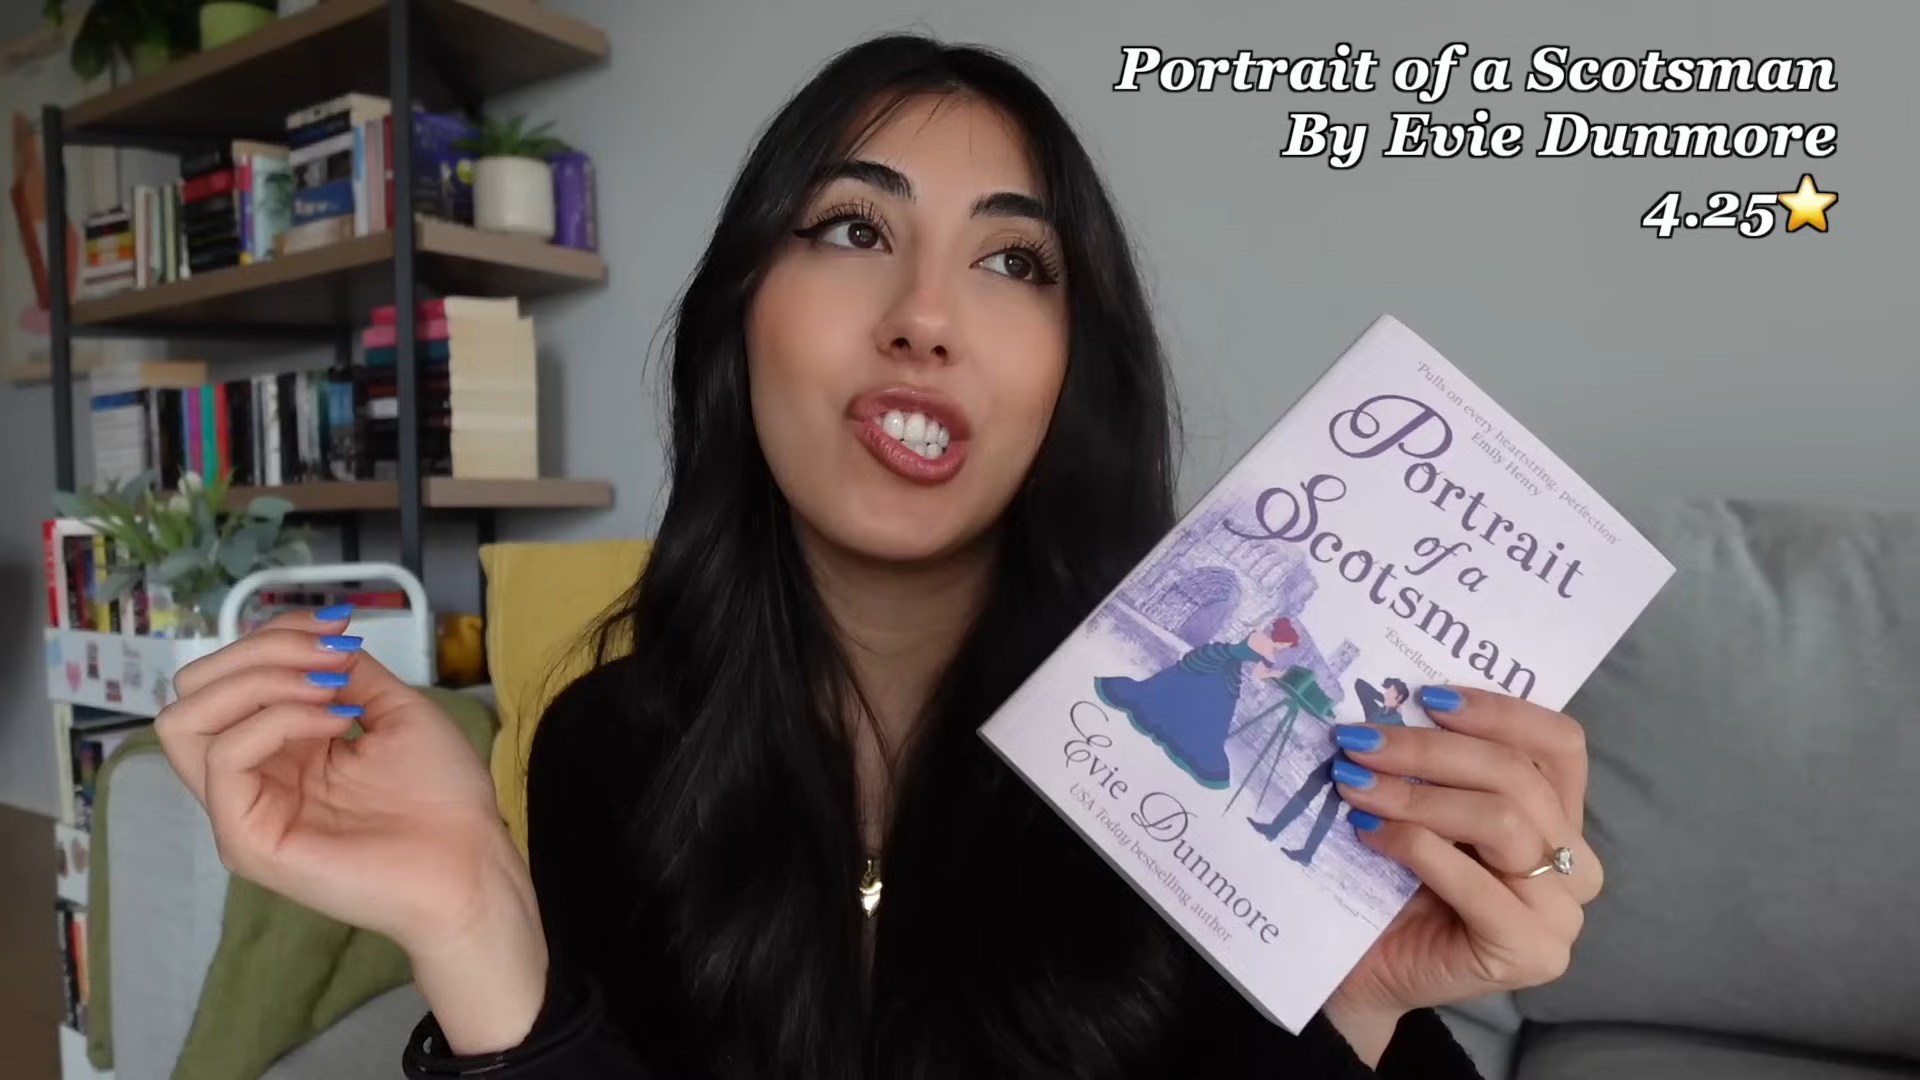 Portrait of a Scotsman
By Evie Dunmore
4.25⭐
'Pulls on every heartstring: perfection'
Emily Henry
Portrait
of a
Scotsman
'Excellent'
Evie Dunmore
USA Today bestselling author